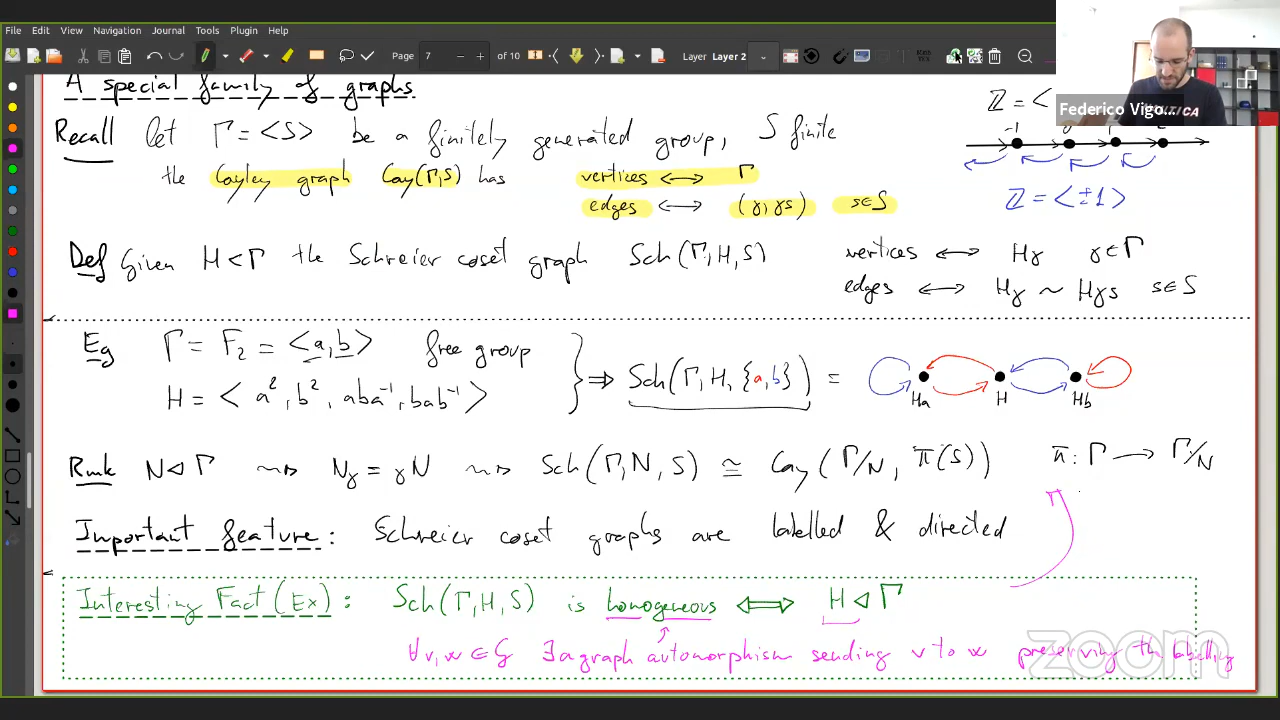 File Edit View Navigation Journal Tools Plugin Help
Page 7 of 10 Layer Layer 2
Federico Vigo...
A special family of graphs
ℤ = <
Recall let Γ = <S> be a finitely generated group, S finite
-1
the Cayley graph Cay(Γ,S) has vertices ⟷ Γ
edges ⟷ (γ, γs) s∈S
ℤ = <±1>
Def Given H < Γ the Schreier coset graph Sch(Γ, H, S) vertices ⟷ Hγ γ∈Γ
edges ⟷ Hγ ~ Hγs s∈S
Eg Γ = F₂ = <a,b> free group
H = < a², b², aba⁻¹, bab⁻¹>
⇒ Sch(Γ, H, {a,b}) =
Ha H Hb
Rmk N ◁ Γ ⇝ Nγ = γN ⇝ Sch(Γ, N, S) ≅ Cay(Γ/N, π(S)) π: Γ ⟶ Γ/N
Important feature: Schreier coset graphs are labelled & directed
Interesting Fact (Ex): Sch(Γ, H, S) is homogeneous ⟺ H ◁ Γ
∀v,w ∈ G ∃ a graph automorphism sending v to w preserving the labelling
zoom